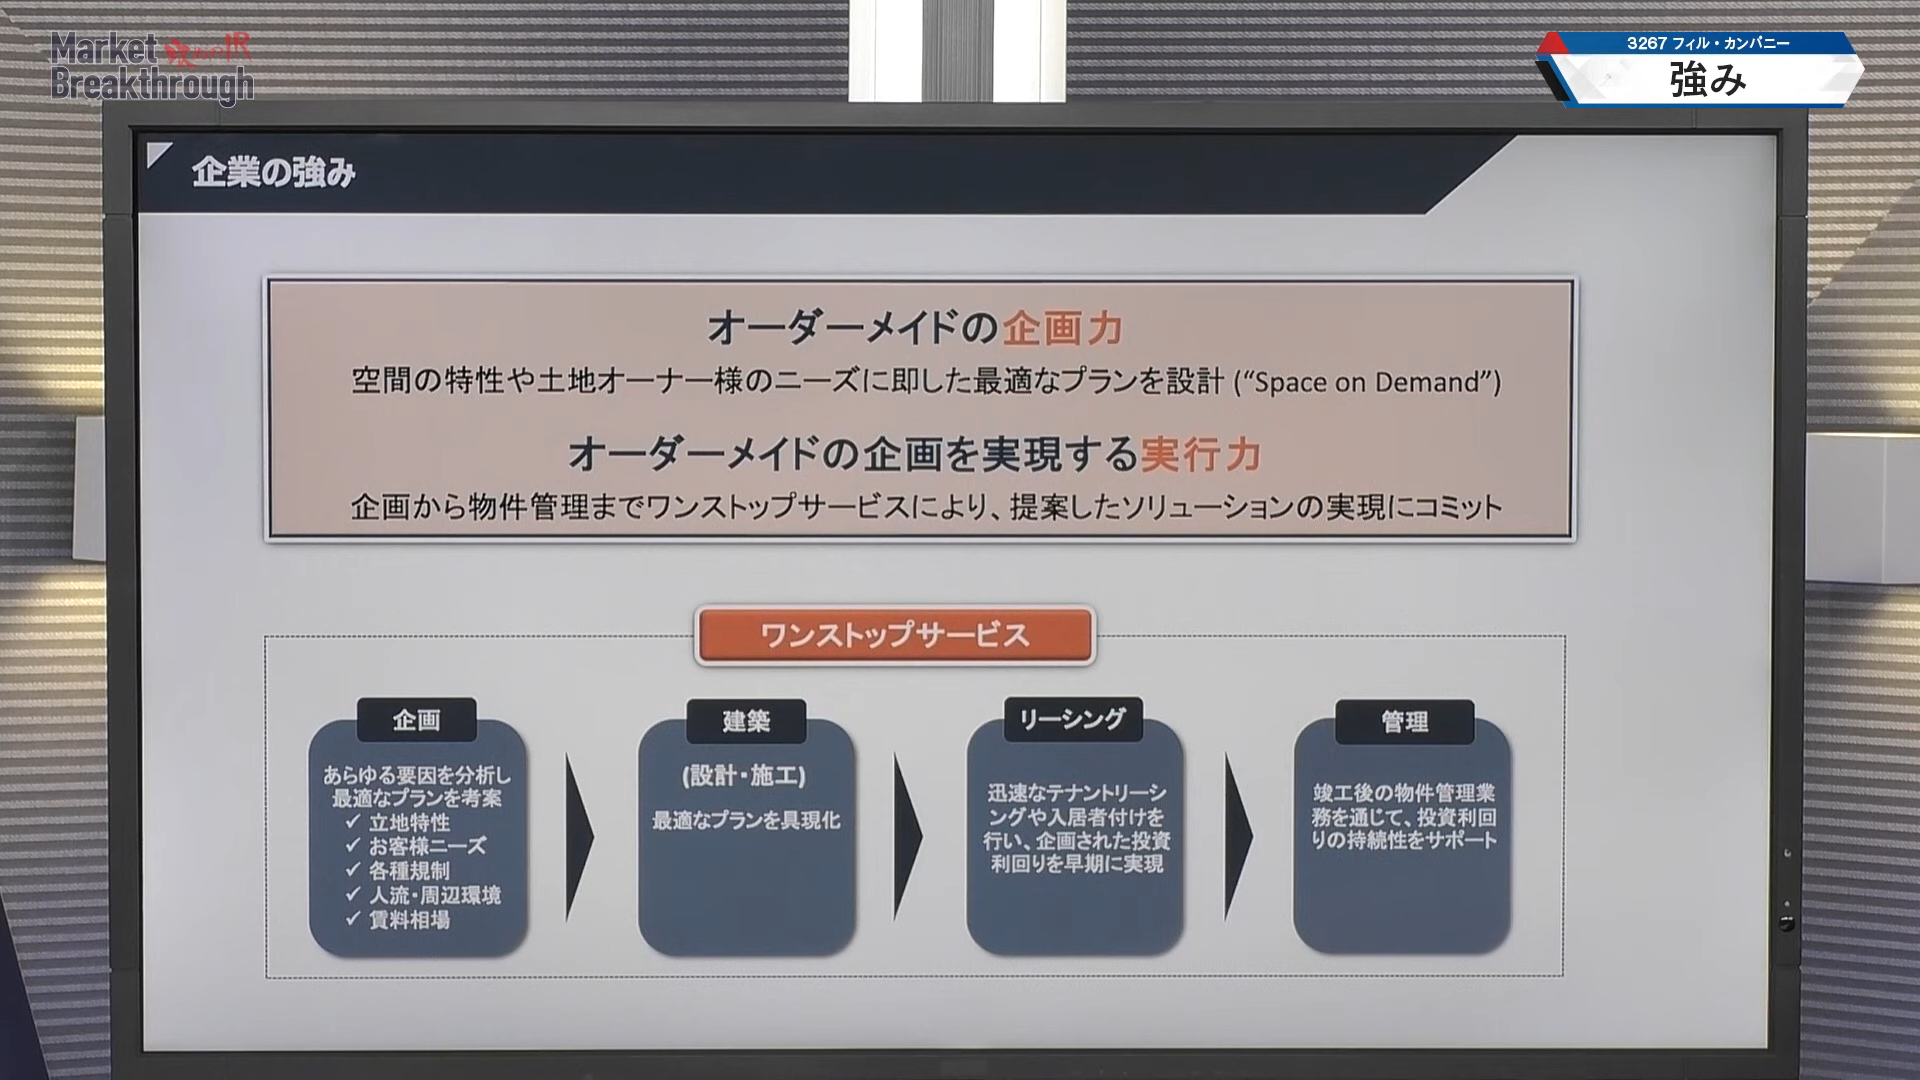 Market
Breakthrough
3267 フィル・カンパニー
強み
企業の強み
オーダーメイドの企画力
空間の特性や土地オーナー様のニーズに即した最適なプランを設計 (“Space on Demand”)
オーダーメイドの企画を実現する実行力
企画から物件管理までワンストップサービスにより、提案したソリューションの実現にコミット
ワンストップサービス
企画
あらゆる要因を分析し
最適なプランを考案
✓ 立地特性
✓ お客様ニーズ
✓ 各種規制
✓ 人流・周辺環境
✓ 賃料相場
建築
(設計・施工)
最適なプランを具現化
リーシング
迅速なテナントリーシ
ングや入居者付けを
行い、企画された投資
利回りを早期に実現
管理
竣工後の物件管理業
務を通じて、投資利回
りの持続性をサポート